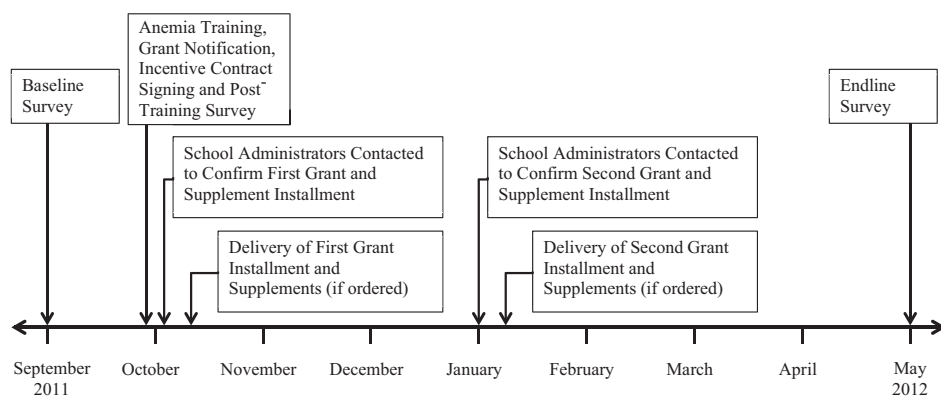 Anemia Training,
Grant Notification,
Incentive Contract
Signing and Post-
Training Survey
Baseline
Survey
Endline
Survey
School Administrators Contacted
to Confirm First Grant and
Supplement Installment
School Administrators Contacted
to Confirm Second Grant and
Supplement Installment
Delivery of First Grant
Installment and
Supplements (if ordered)
Delivery of Second Grant
Installment and
Supplements (if ordered)
September
2011
October
November
December
January
February
March
April
May
2012